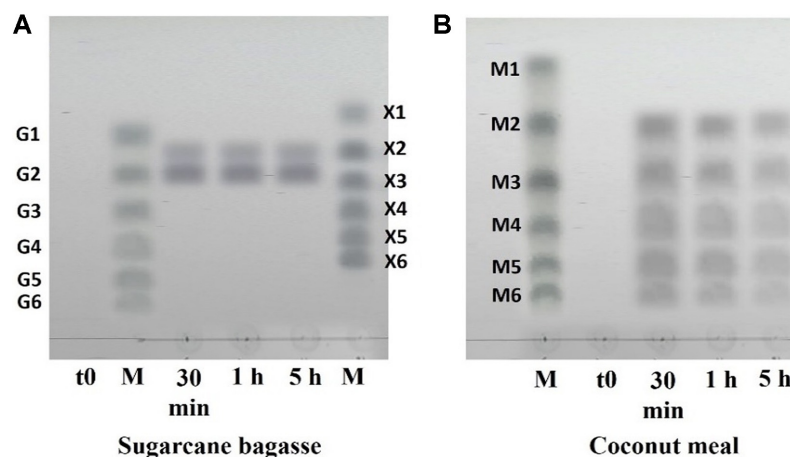 A
B
G1
G2
G3
G4
G5
G6
X1
X2
X3
X4
X5
X6
M1
M2
M3
M4
M5
M6
t0 M 30 min 1 h 5 h M
Sugarcane bagasse
M t0 30 min 1 h 5 h
Coconut meal